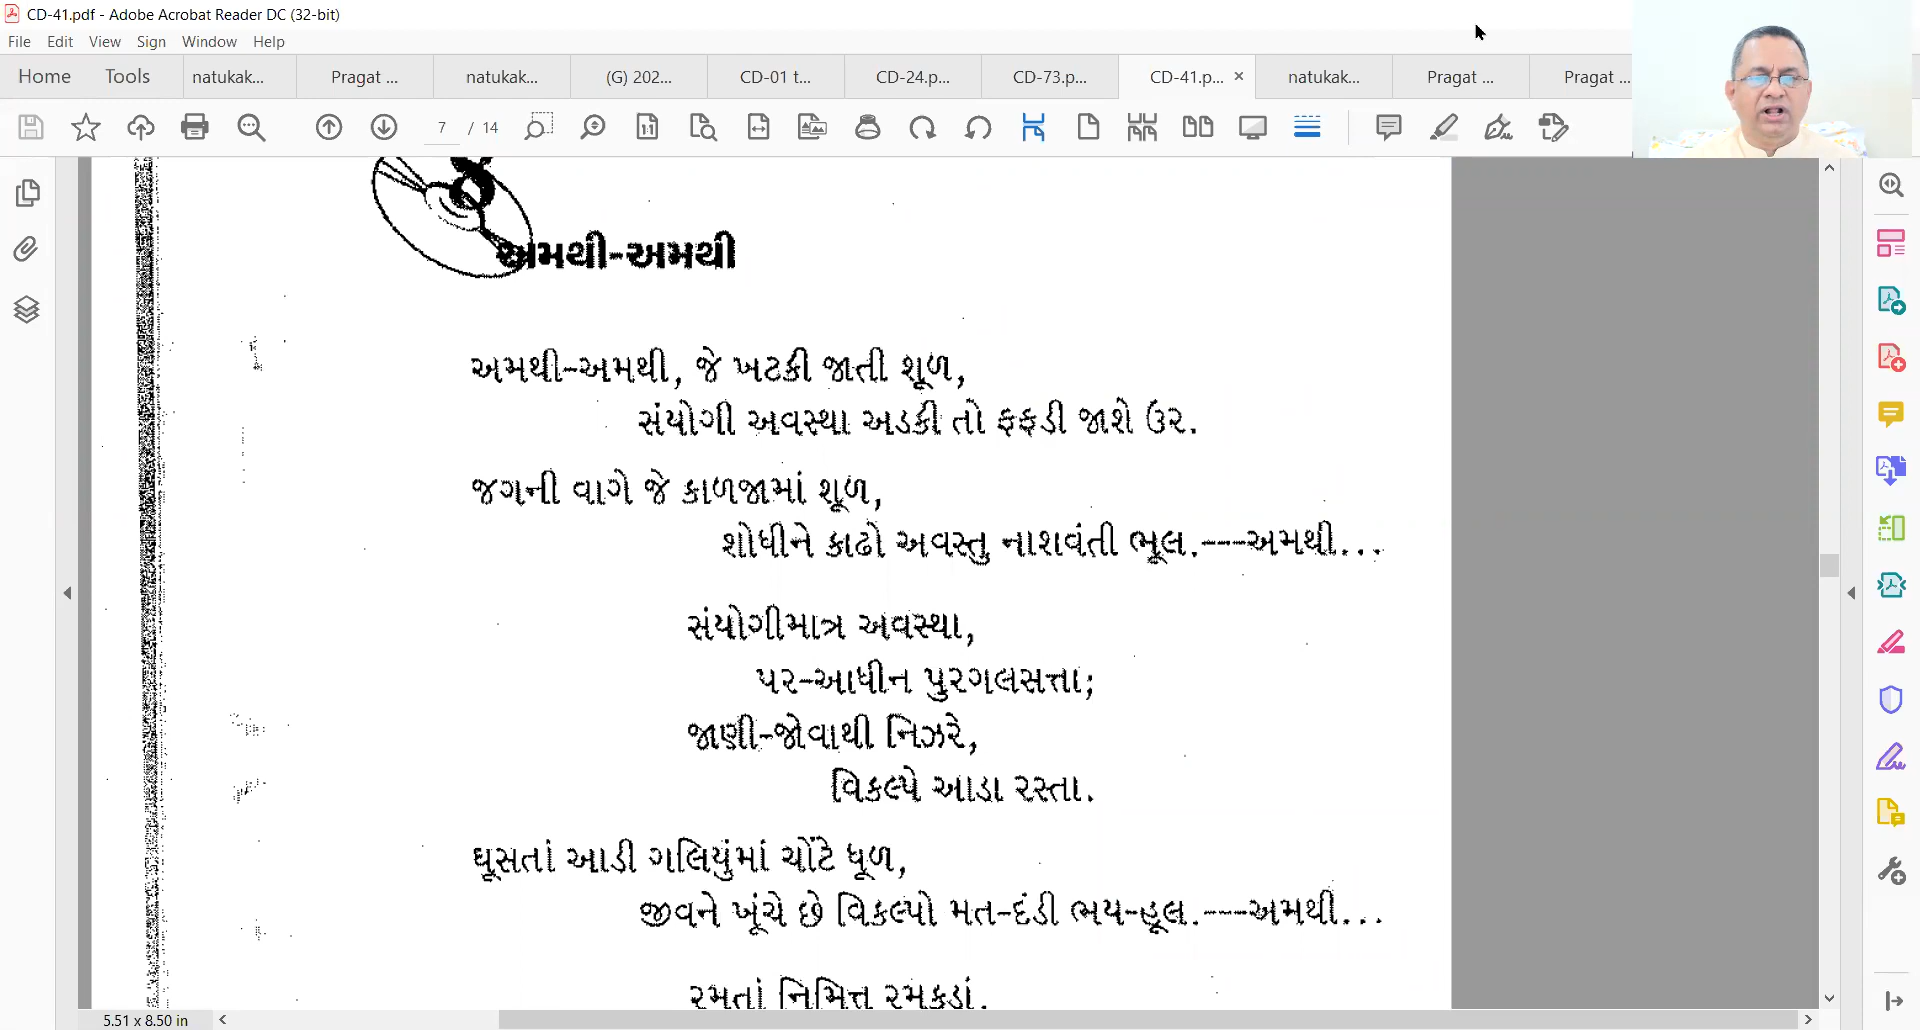 CD-41.pdf - Adobe Acrobat Reader DC (32-bit)
File Edit View Sign Window Help
Home Tools natukak... Pragat ... natukak... (G) 202... CD-01 t... CD-24.p... CD-73.p... CD-41.p... × natukak... Pragat ... Pragat ...
7 / 14
અમથી-અમથી
અમથી-અમથી, જે ખટકી જાતી શૂળ,
સંયોગી અવસ્થા અડકી તો ફફડી જાશે ઉર.
જગની વાગે જે કાળજામાં શૂળ,
શોધીને કાઢો અવસ્તુ નાશવંતી ભૂલ.---અમથી...
સંયોગીમાત્ર અવસ્થા,
પર-આધીન પુરગલસત્તા;
જાણી-જોવાથી નિઝરે,
વિકલ્પે આડા રસ્તા.
ઘૂસતાં આડી ગલિયુંમાં ચોંટે ધૂળ,
જીવને ખૂંચે છે વિકલ્પો મત-દંડી ભય-હૂલ.---અમથી...
રમતાં નિમિત્ત રમકડાં.
5.51 x 8.50 in